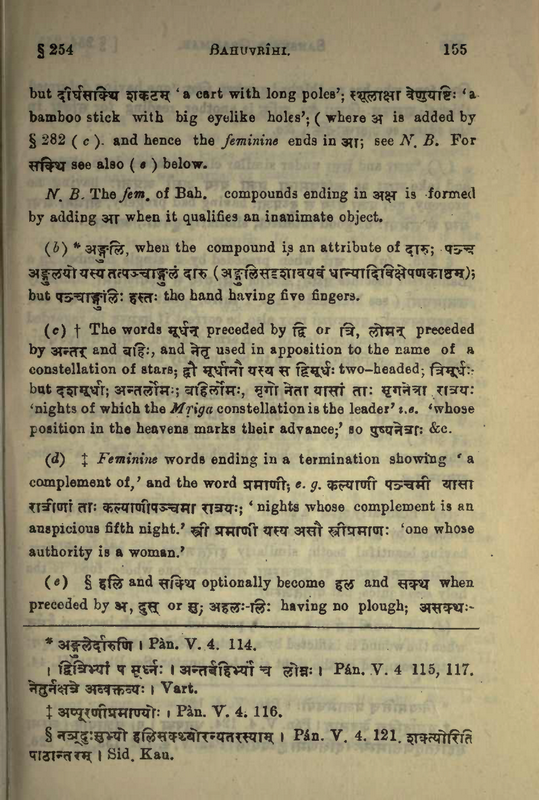 § 254 BAHUVRÎHI. 155
but दीर्घसक्थि शकटम् ‘a cart with long poles’; स्थूलाक्षा वेणुयष्टिः ‘a
bamboo stick with big eyelike holes’; ( where अ is added by
§ 282 ( c ). and hence the feminine ends in आ; see N. B. For
सक्थि see also ( e ) below.
N. B. The fem. of Bah. compounds ending in अक्ष is formed
by adding आ when it qualifies an inanimate object.
(b) * अङ्गुलि, when the compound is an attribute of दारु; पञ्च
अङ्गुलयो यस्य तत्पञ्चाङ्गुलं दारु (अङ्गुलिसदृशावयवं धान्यादिविक्षेपणकाष्ठम्);
but पञ्चाङ्गुलिः हस्तः the hand having five fingers.
(c) † The words मूर्धन् preceded by द्वि or त्रि, लोमन् preceded
by अन्तर् and बहिः, and नेतृ used in apposition to the name of a
constellation of stars; द्वौ मूर्धानौ यस्य स द्विमूर्धः two-headed; त्रिमूर्धः-
but दशमूर्धा; अन्तर्लोमः; बहिर्लोमः, मृगो नेता यासां ताः मृगनेत्रा रात्रयः
‘nights of which the Mṛiga constellation is the leader’ i.e. ‘whose
position in the heavens marks their advance;’ so पुष्यनेत्राः &c.
(d) ‡ Feminine words ending in a termination showing ‘ a
complement of,’ and the word प्रमाणी; e. g. कल्याणी पञ्चमी यासा
रात्रीणां ताः कल्याणीपञ्चमा रात्रयः; ‘ nights whose complement is an
auspicious fifth night.’ स्त्री प्रमाणी यस्य असौ स्त्रीप्रमाणः ‘one whose
authority is a woman.’
(e) § हलि and सक्थि optionally become हल and सक्थ when
preceded by अ, दुस् or सु; अहलः-लिः having no plough; असक्थः-
* अङ्गुलेर्दारुणि । Pàn. V. 4. 114.
। द्वित्रिभ्यां ष मूर्ध्नः । अन्तर्बहिर्भ्यां च लोम्नः । Pán. V. 4 115, 117.
नेतुर्नक्षत्रे अब्वक्तव्यः । Vart.
‡ अप्पूरणीप्रमाण्योः । Pàn. V. 4. 116.
§ नञ्दुःसुभ्यो हलिसक्थ्योरन्यतरस्याम् । Pán. V. 4. 121. शक्त्योरिति
पाठान्तरम् । Sid. Kau.